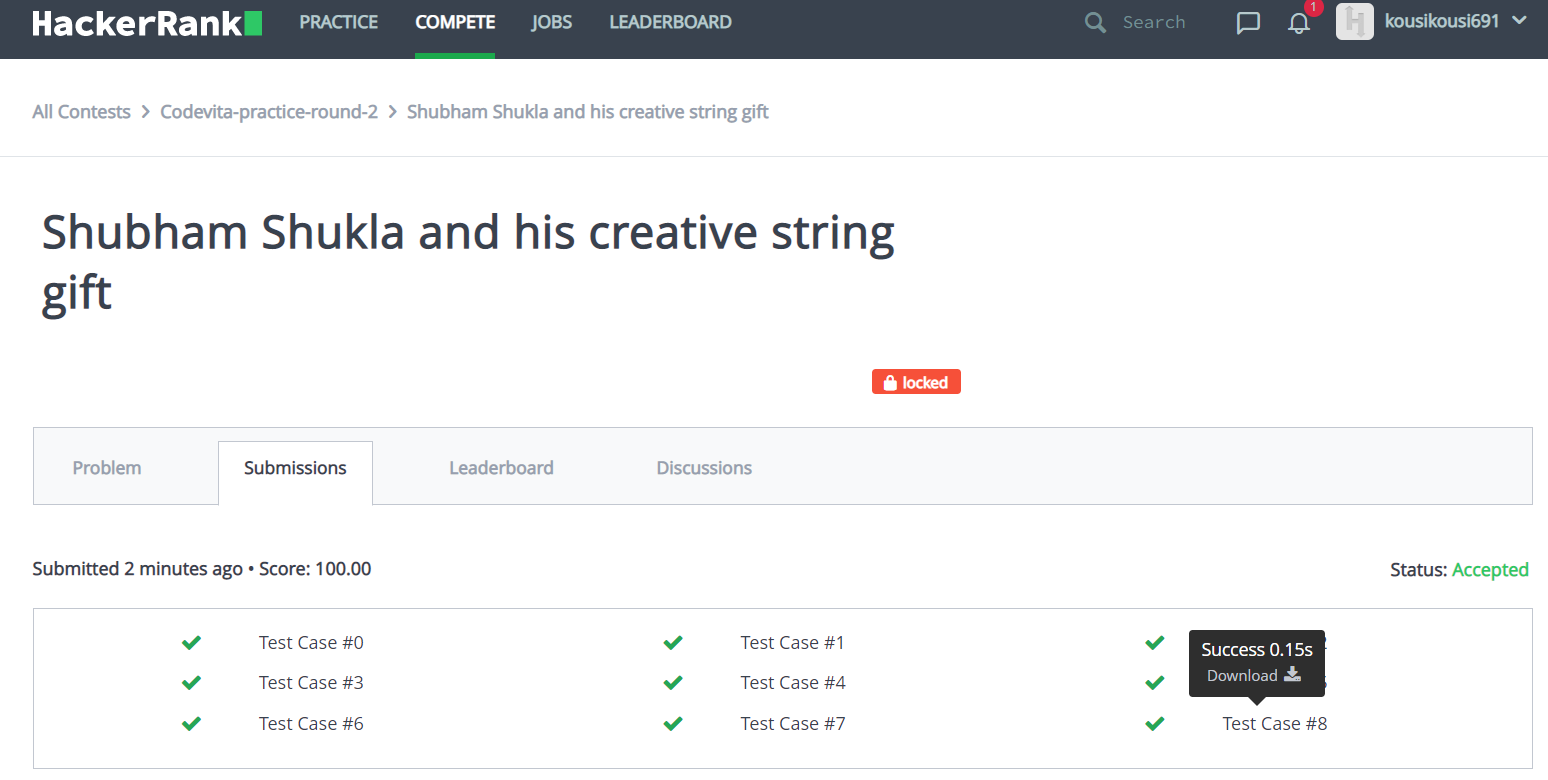 HackerRank PRACTICE COMPETE JOBS LEADERBOARD Search 1 kousikousi691
All Contests > Codevita-practice-round-2 > Shubham Shukla and his creative string gift
Shubham Shukla and his creative string
gift
locked
Problem Submissions Leaderboard Discussions
Submitted 2 minutes ago • Score: 100.00 Status: Accepted
Test Case #0 Test Case #1
Success 0.15s
Download
Test Case #3 Test Case #4
Test Case #6 Test Case #7 Test Case #8